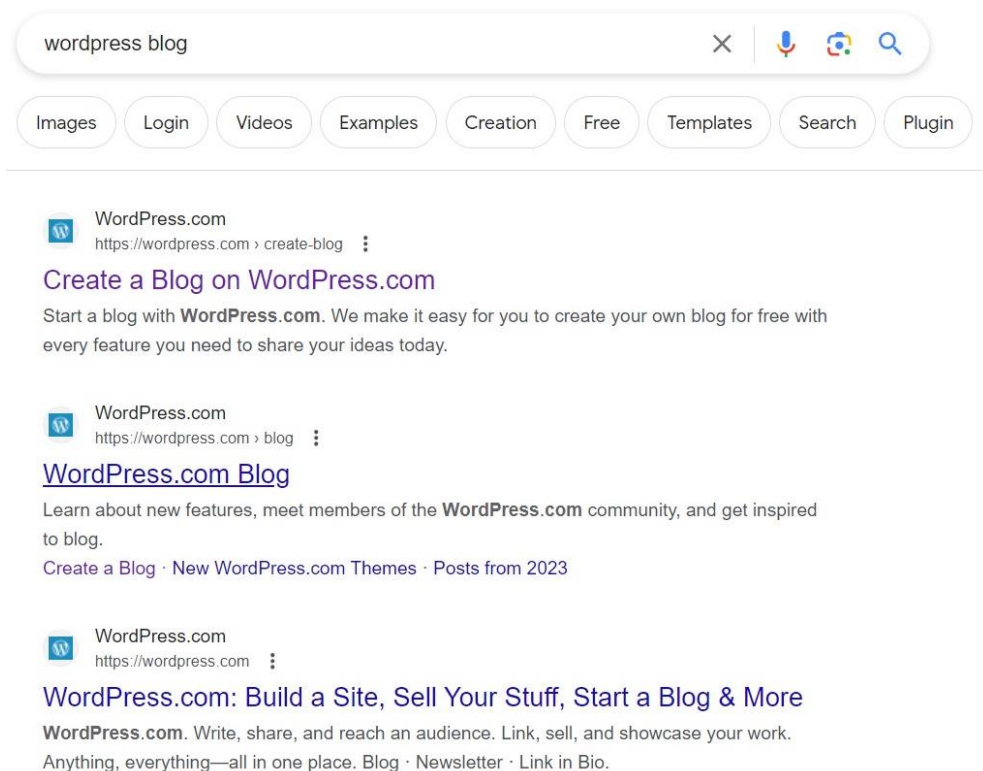 wordpress blog
Images Login Videos Examples Creation Free Templates Search Plugin
WordPress.com
https://wordpress.com › create-blog
Create a Blog on WordPress.com
Start a blog with WordPress.com. We make it easy for you to create your own blog for free with
every feature you need to share your ideas today.
WordPress.com
https://wordpress.com › blog
WordPress.com Blog
Learn about new features, meet members of the WordPress.com community, and get inspired
to blog.
Create a Blog · New WordPress.com Themes · Posts from 2023
WordPress.com
https://wordpress.com
WordPress.com: Build a Site, Sell Your Stuff, Start a Blog & More
WordPress.com. Write, share, and reach an audience. Link, sell, and showcase your work.
Anything, everything—all in one place. Blog · Newsletter · Link in Bio.